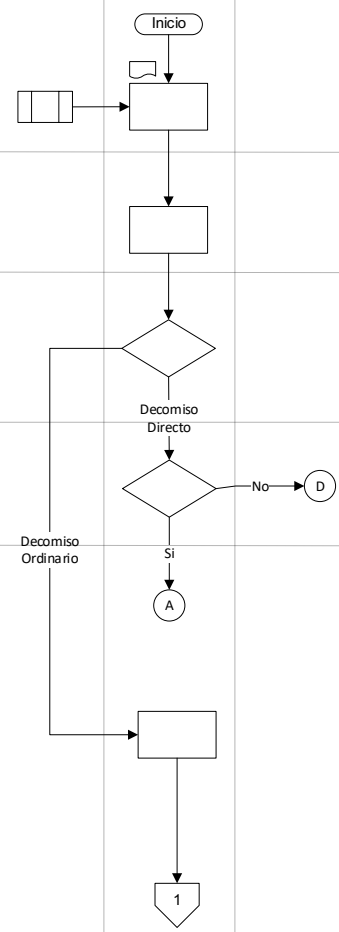 Inicio
Decomiso
Directo
No
D
Decomiso
Ordinario
Si
A
1